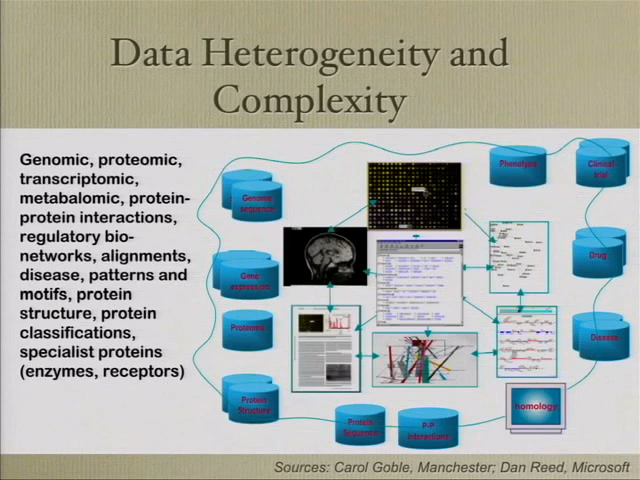 Data Heterogeneity and
Complexity
Genomic, proteomic,
transcriptomic,
metabalomic, protein-
protein interactions,
regulatory bio-
networks, alignments,
disease, patterns and
motifs, protein
structure, protein
classifications,
specialist proteins
(enzymes, receptors)
Genome
sequence
Gene
expression
Proteome
Protein
Structure
Protein
Sequence
P-P
interactions
homology
Disease
Drug
Clinical
trial
Phenotype
Sources: Carol Goble, Manchester; Dan Reed, Microsoft